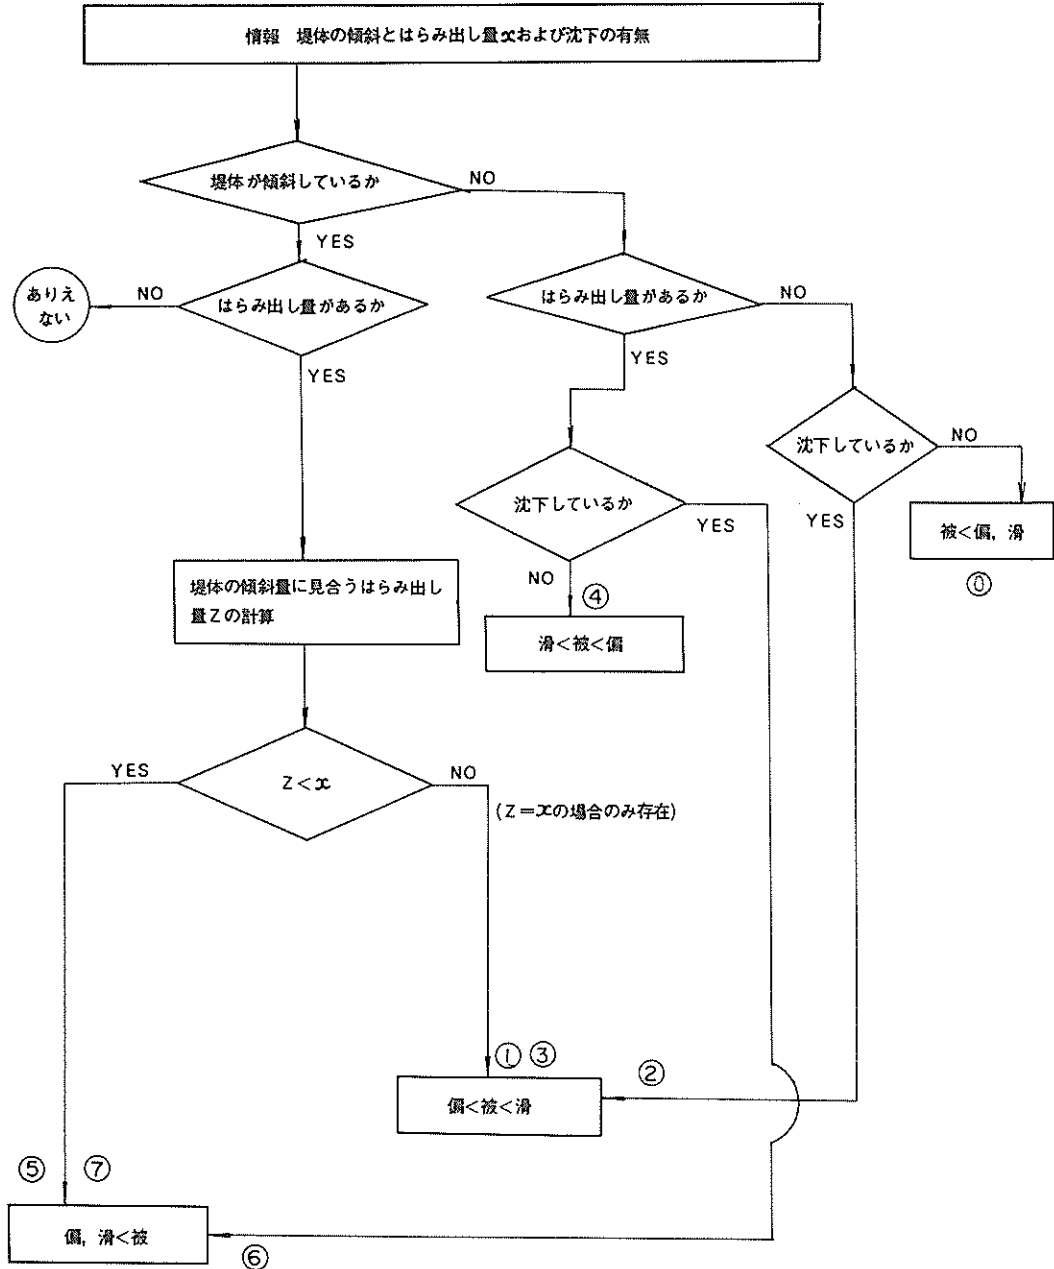 情報 堤体の傾斜とはらみ出し量xおよび沈下の有無
堤体が傾斜しているか
NO
YES
ありえ
ない
NO
はらみ出し量があるか
YES
はらみ出し量があるか
NO
YES
沈下しているか
NO
YES
被<偏,滑
⓪
沈下しているか
YES
NO
④
滑<被<偏
堤体の傾斜量に見合うはらみ出し
量Zの計算
YES
Z<x
NO
(Z=xの場合のみ存在)
① ③
②
偏<被<滑
⑤ ⑦
偏,滑<被
⑥